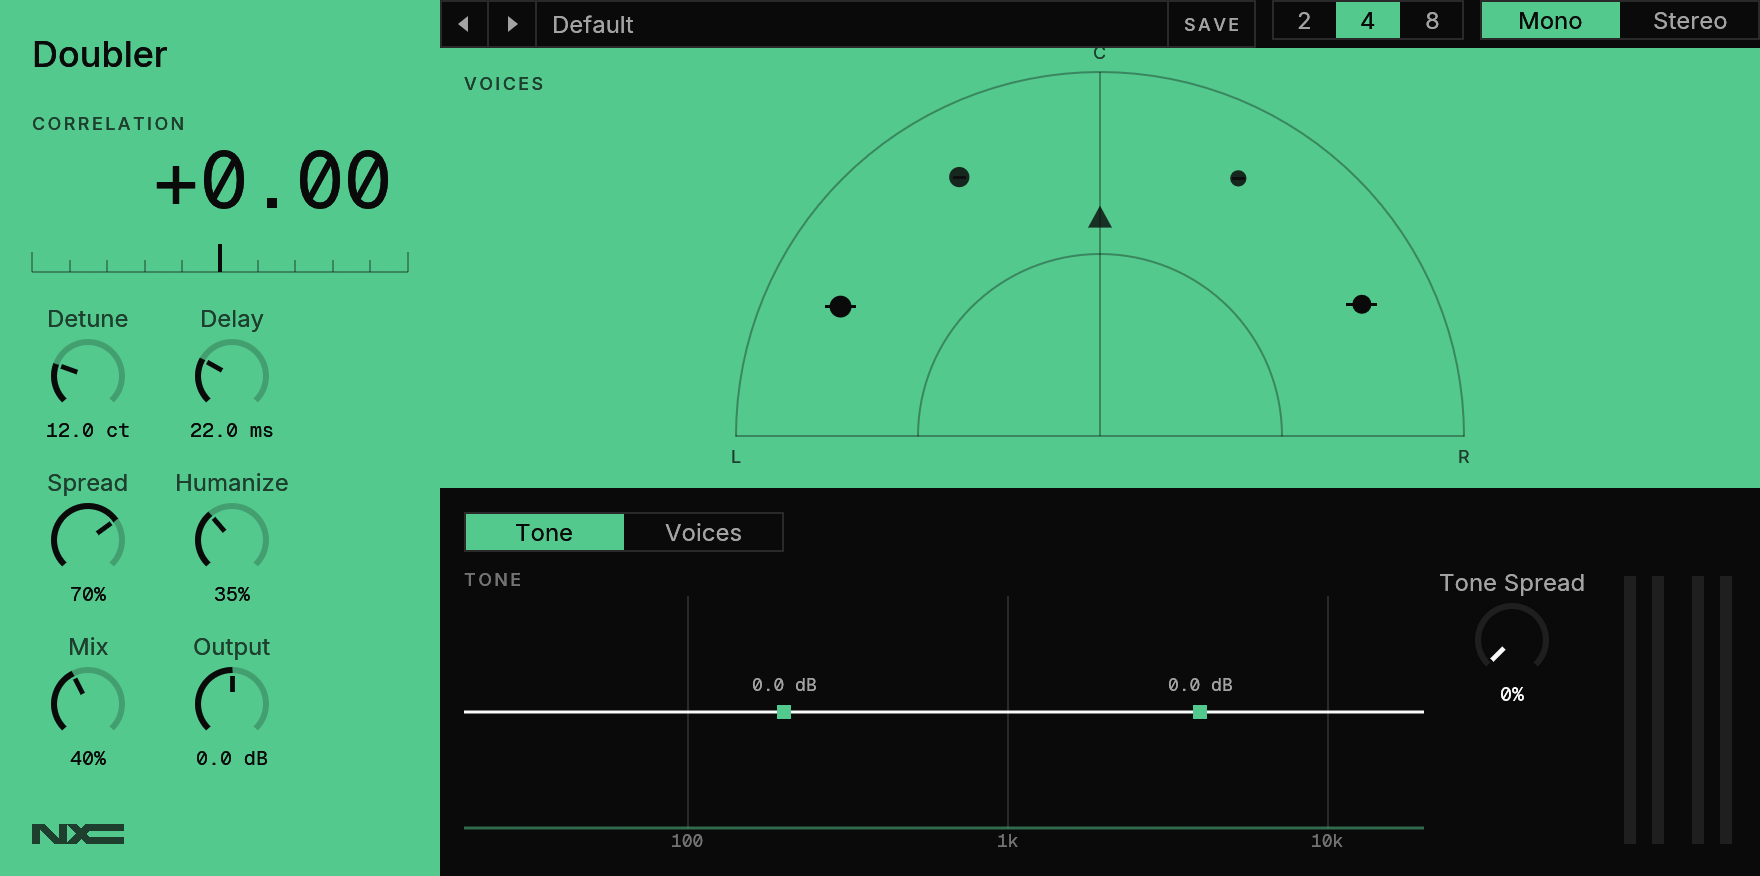 Doubler
CORRELATION
+0.00
Detune Delay
12.0 ct 22.0 ms
Spread Humanize
70% 35%
Mix Output
40% 0.0 dB
NXE
Default SAVE 2 4 8 Mono Stereo
C
VOICES
L R
Tone Voices
TONE
Tone Spread
0.0 dB 0.0 dB
0%
100 1k 10k